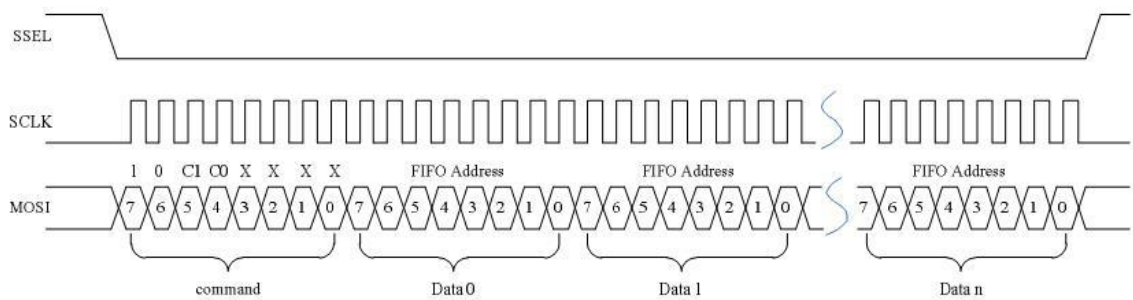 SSEL
SCLK
1 0 C1 C0 X X X X FIFO Address FIFO Address FIFO Address
MOSI 7 6 5 4 3 2 1 0 7 6 5 4 3 2 1 0 7 6 5 4 3 2 1 0 7 6 5 4 3 2 1 0
command Data 0 Data 1 Data n